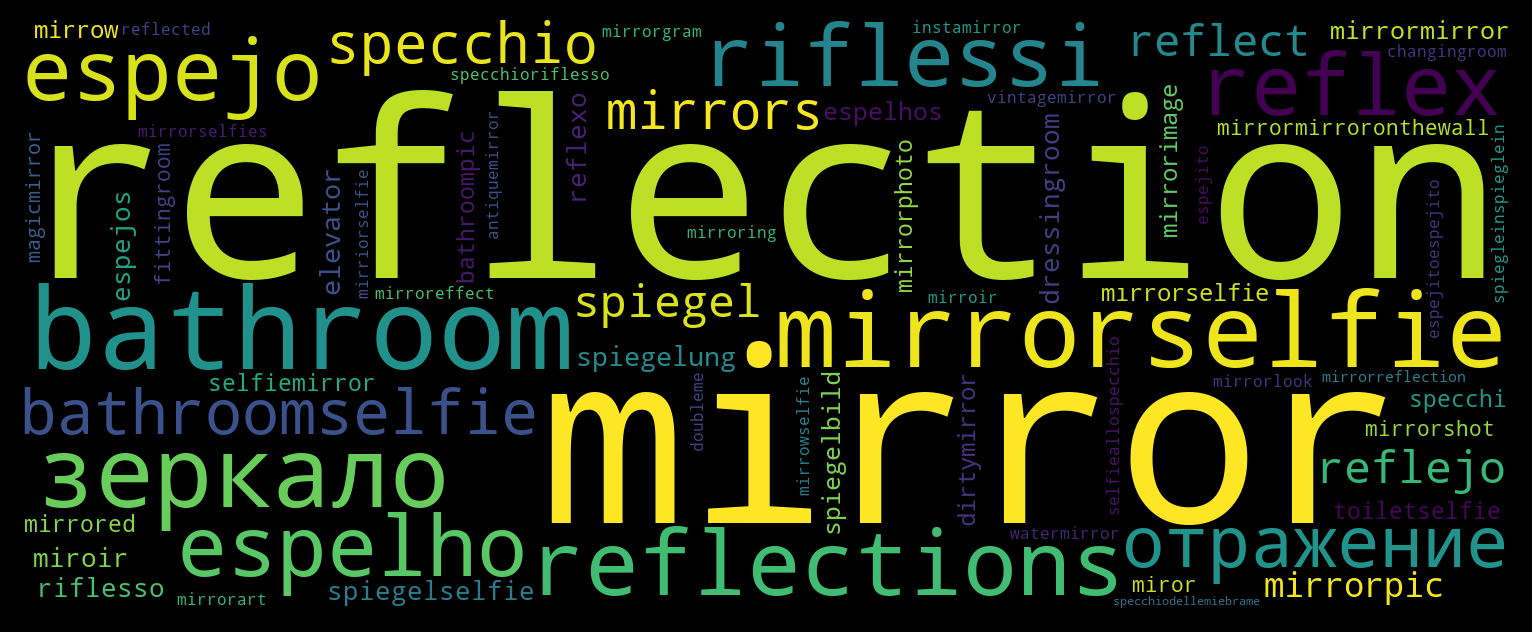 mirrow
reflected
espejo
specchio
mirrorgram
specchioriflesso
riflessi
instamirror
reflect
mirrormirror
changingroom
reflex
mirrors
espelhos
vintagemirror
mirrorimage
mirrormirroronthewall
mirrorselfies
reflexo
reflection
magicmirror
espejos
fittingroom
elevator
mirriorselfie
bathroompic
antiquemirror
mirroring
mirrorphoto
dressingroom
espejito
espejitoespejito
spiegleinspieglein
mirroreffect
bathroom
spiegel
mirroir
mırrorselfie
mirrorselfie
spiegelung
selfiemirror
bathroomselfie
doubleme
mirror
mirrowselfie
spiegelbild
dirtymirror
selfieallospecchio
mirrorlook
mirrorreflection
specchi
mirrorshot
зеркало
reflejo
toiletselfie
mirrored
miroir
riflesso
mirrorart
espelho
spiegelselfie
reflections
watermirror
отражение
miror
mırrorpic
specchiodellemiebrame